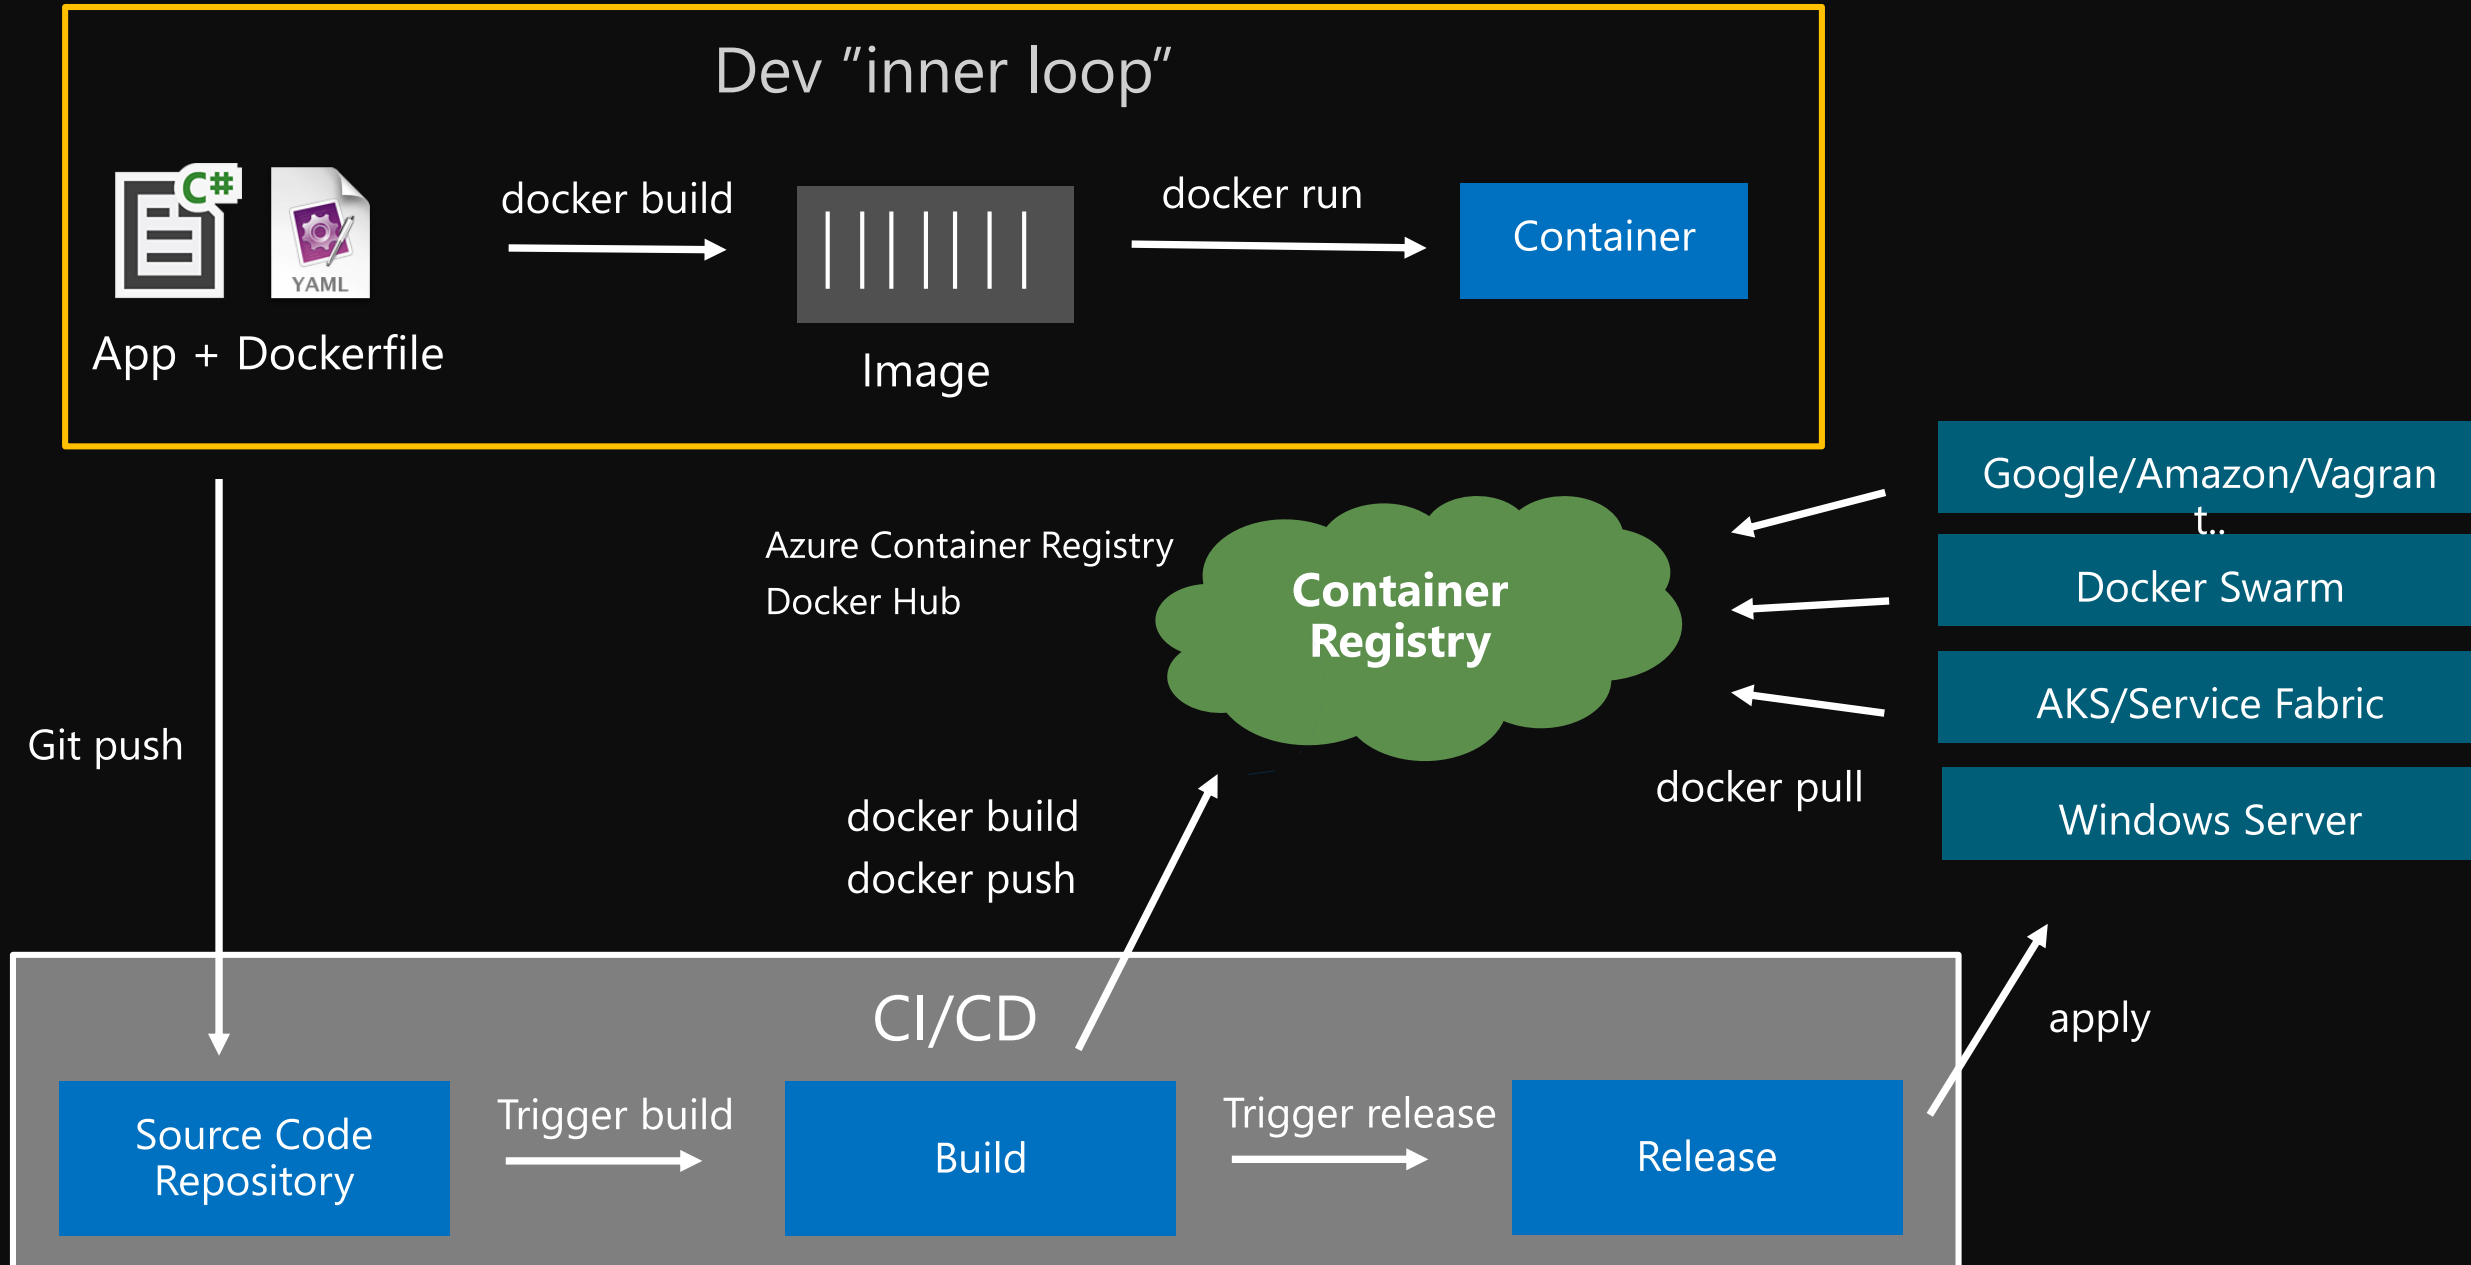 Dev "inner loop"
C#
YAML
App + Dockerfile
docker build
Image
docker run
Container
Git push
Azure Container Registry
Docker Hub
Container
Registry
Google/Amazon/Vagran
t..
Docker Swarm
AKS/Service Fabric
Windows Server
docker pull
docker build
docker push
apply
CI/CD
Source Code
Repository
Trigger build
Build
Trigger release
Release